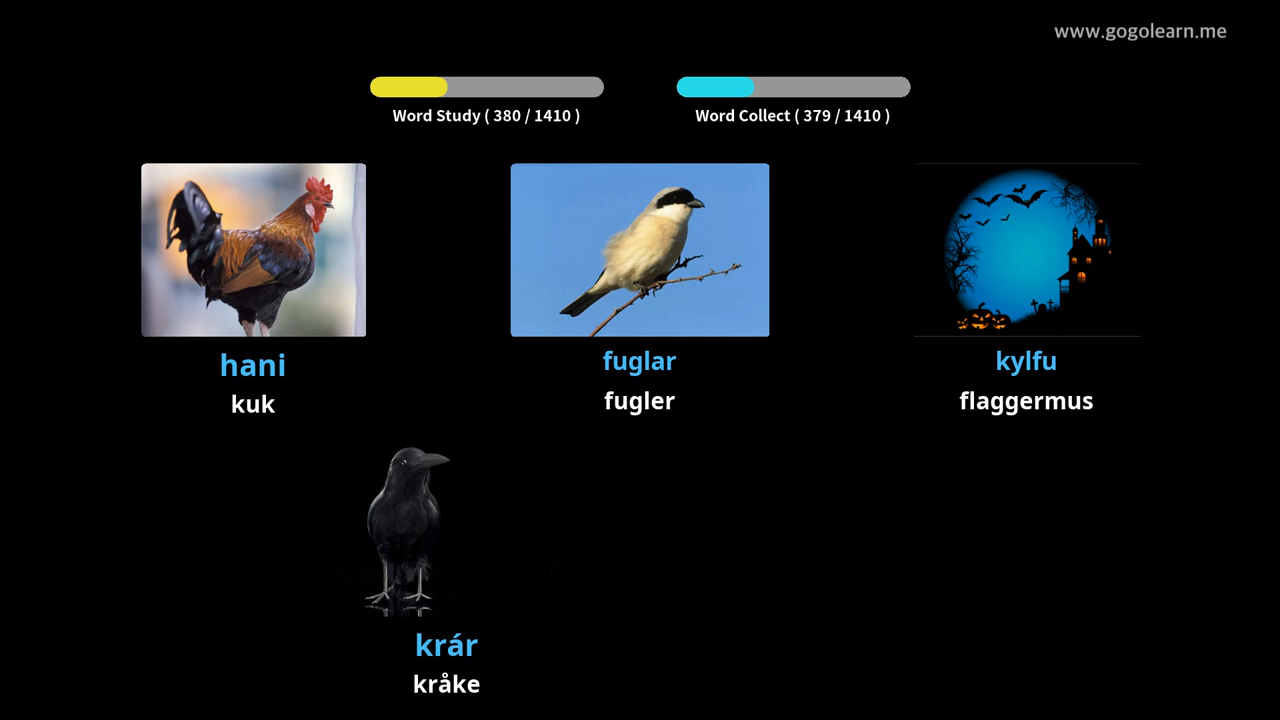 www.gogolearn.me
Word Study ( 380 / 1410 )
Word Collect ( 379 / 1410 )
hani
kuk
fuglar
fugler
kylfu
flaggermus
krár
kråke